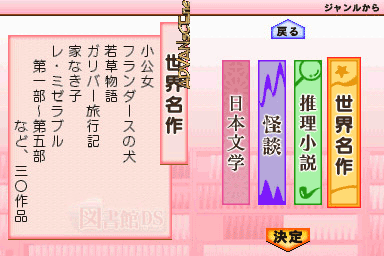 世界名作
小公女
フランダースの犬
若草物語
ガリバー旅行記
家なき子
レ・ミゼラブル
第一部～第五部
など、三〇作品
図書館DS
ジャンルから
戻る
世界名作
推理小説
怪談
日本文学
決定